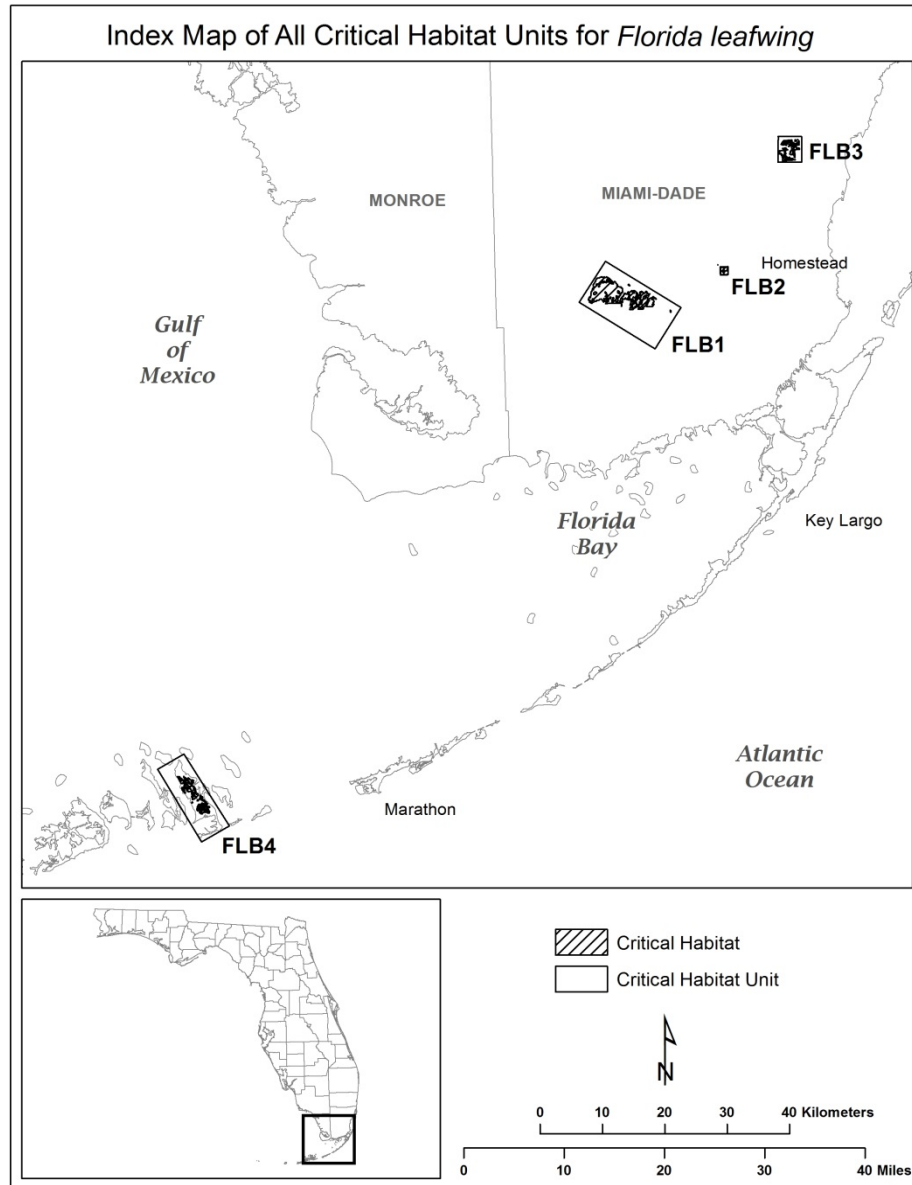 Index Map of All Critical Habitat Units for Florida leafwing
FLB3
MONROE
MIAMI-DADE
Homestead
FLB2
FLB1
Gulf
of
Mexico
Florida
Bay
Key Largo
Atlantic
Ocean
Marathon
FLB4
Critical Habitat
Critical Habitat Unit
N
0 10 20 30 40 Kilometers
0 10 20 30 40 Miles